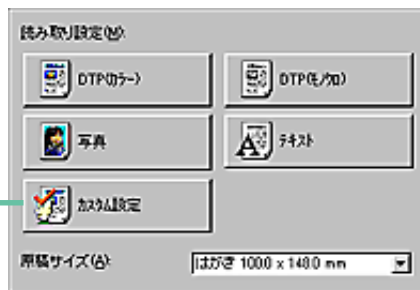 読み取り設定(M):
DTP(カラー)
DTP(モノクロ)
写真
テキスト
カスタム設定
原稿サイズ(A):
はがき 100.0 x 148.0 mm